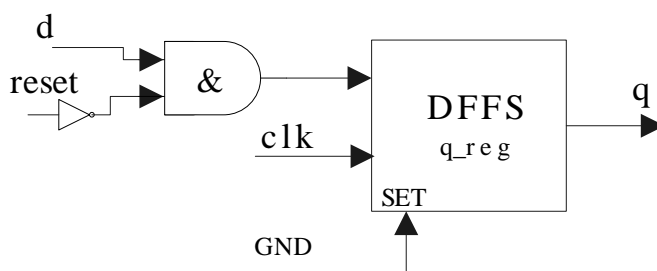 d
reset
&
clk
DFFS
q_reg
SET
q
GND